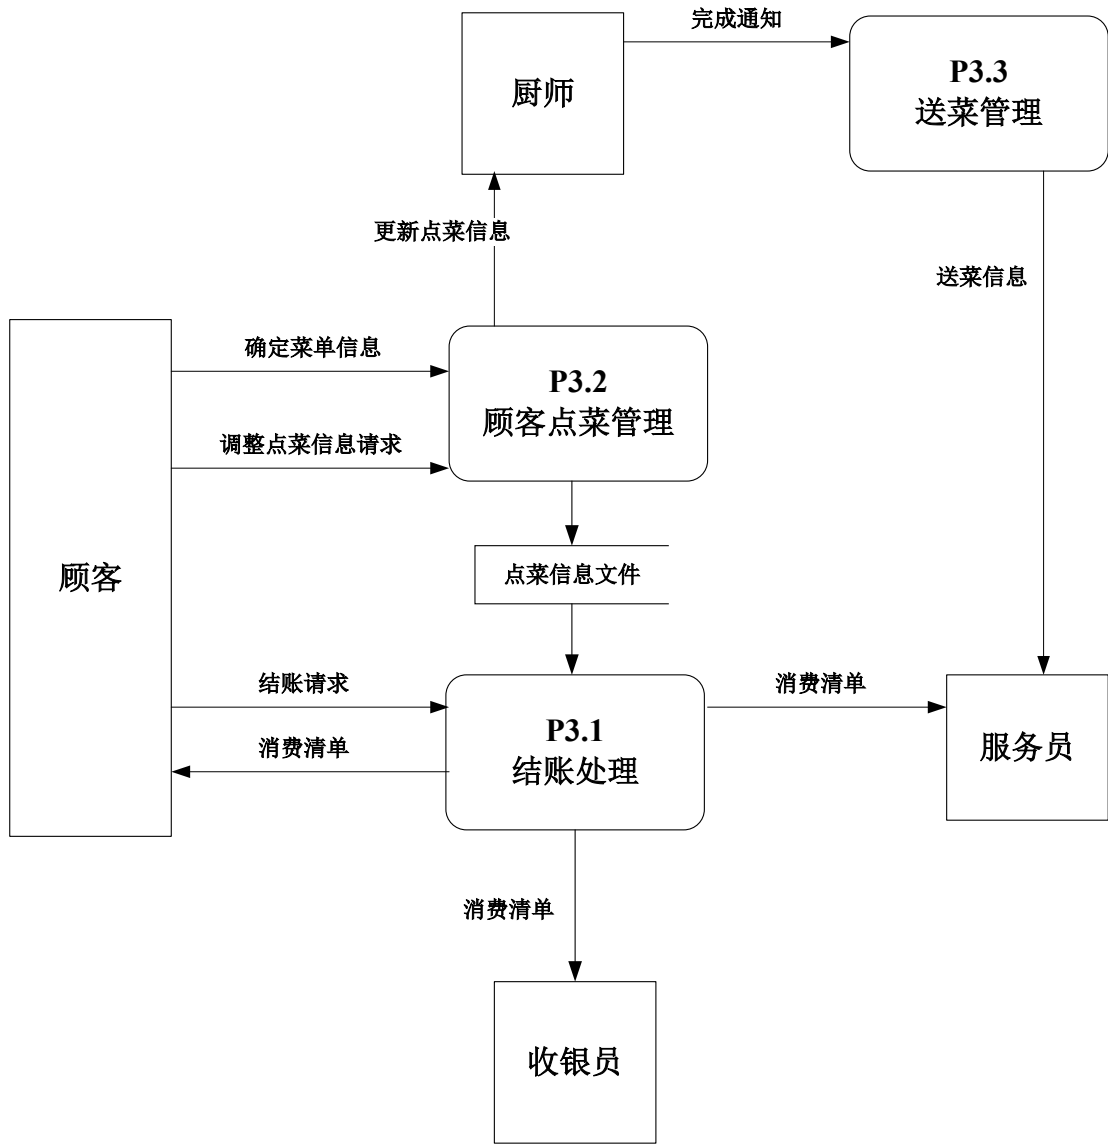 完成通知
厨师
P3.3
送菜管理
更新点菜信息
送菜信息
确定菜单信息
P3.2
顾客点菜管理
调整点菜信息请求
顾客
点菜信息文件
结账请求
消费清单
P3.1
结账处理
消费清单
服务员
消费清单
收银员